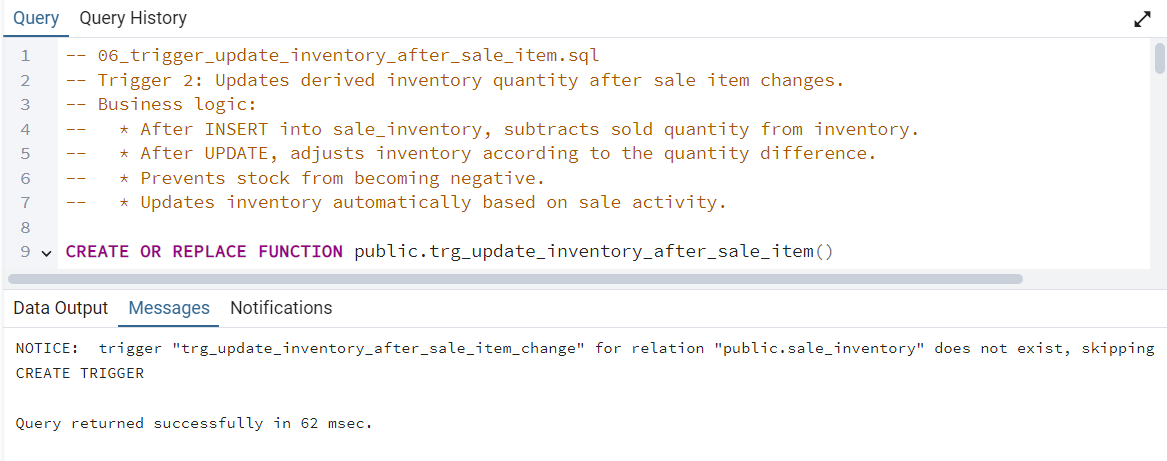 Query Query History
1 -- 06_trigger_update_inventory_after_sale_item.sql
2 -- Trigger 2: Updates derived inventory quantity after sale item changes.
3 -- Business logic:
4 --   * After INSERT into sale_inventory, subtracts sold quantity from inventory.
5 --   * After UPDATE, adjusts inventory according to the quantity difference.
6 --   * Prevents stock from becoming negative.
7 --   * Updates inventory automatically based on sale activity.
8
9 CREATE OR REPLACE FUNCTION public.trg_update_inventory_after_sale_item()
Data Output Messages Notifications
NOTICE:  trigger "trg_update_inventory_after_sale_item_change" for relation "public.sale_inventory" does not exist, skipping
CREATE TRIGGER
Query returned successfully in 62 msec.